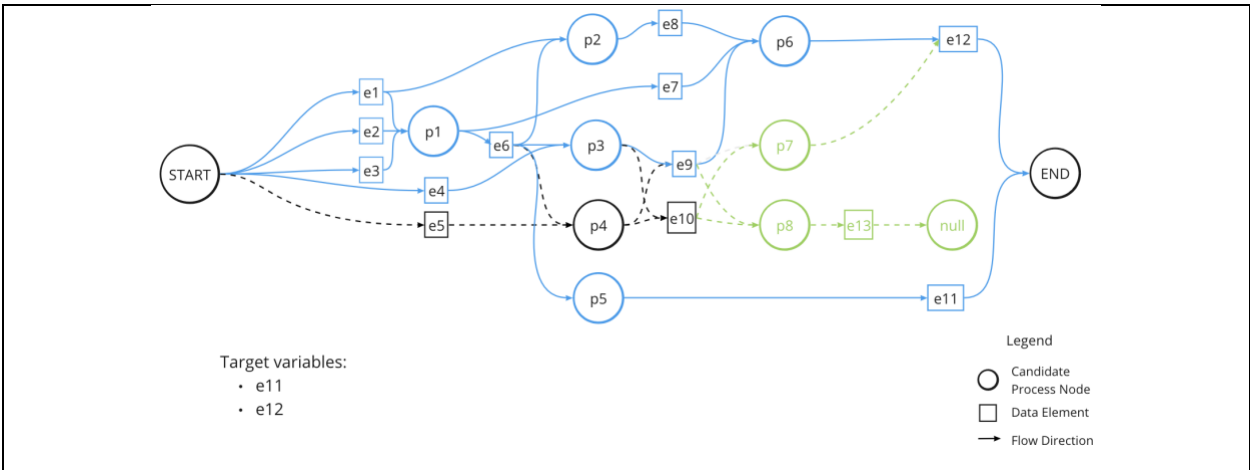 e8
p2
p6
e12
e7
e1
e2
p1
e6
p3
e9
p7
e3
START
END
e4
e5
p4
e10
p8
e13
null
p5
e11
Legend
Target variables:
• e11
• e12
Candidate
Process Node
Data Element
Flow Direction